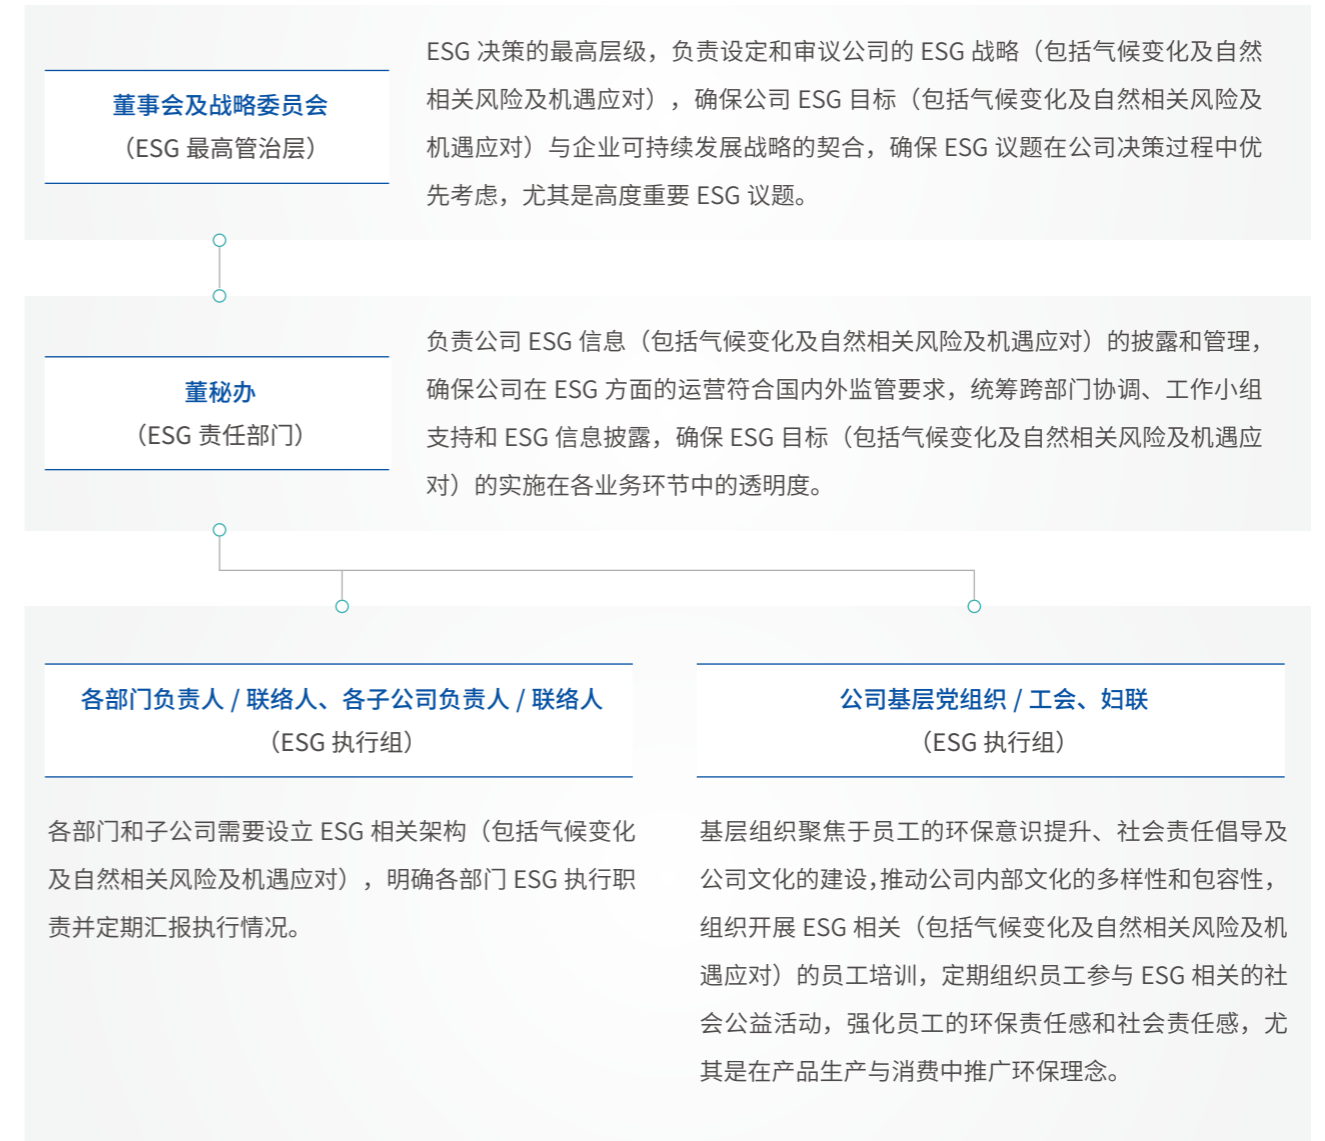 董事会及战略委员会
（ESG 最高管治层）
ESG 决策的最高层级，负责设定和审议公司的 ESG 战略（包括气候变化及自然
相关风险及机遇应对），确保公司 ESG 目标（包括气候变化及自然相关风险及
机遇应对）与企业可持续发展战略的契合，确保 ESG 议题在公司决策过程中优
先考虑，尤其是高度重要 ESG 议题。
董秘办
（ESG 责任部门）
负责公司 ESG 信息（包括气候变化及自然相关风险及机遇应对）的披露和管理，
确保公司在 ESG 方面的运营符合国内外监管要求，统筹跨部门协调、工作小组
支持和 ESG 信息披露，确保 ESG 目标（包括气候变化及自然相关风险及机遇应
对）的实施在各业务环节中的透明度。
各部门负责人 / 联络人、各子公司负责人 / 联络人
（ESG 执行组）
各部门和子公司需要设立 ESG 相关架构（包括气候变化
及自然相关风险及机遇应对），明确各部门 ESG 执行职
责并定期汇报执行情况。
公司基层党组织 / 工会、妇联
（ESG 执行组）
基层组织聚焦于员工的环保意识提升、社会责任倡导及
公司文化的建设，推动公司内部文化的多样性和包容性，
组织开展 ESG 相关（包括气候变化及自然相关风险及机
遇应对）的员工培训，定期组织员工参与 ESG 相关的社
会公益活动，强化员工的环保责任感和社会责任感，尤
其是在产品生产与消费中推广环保理念。